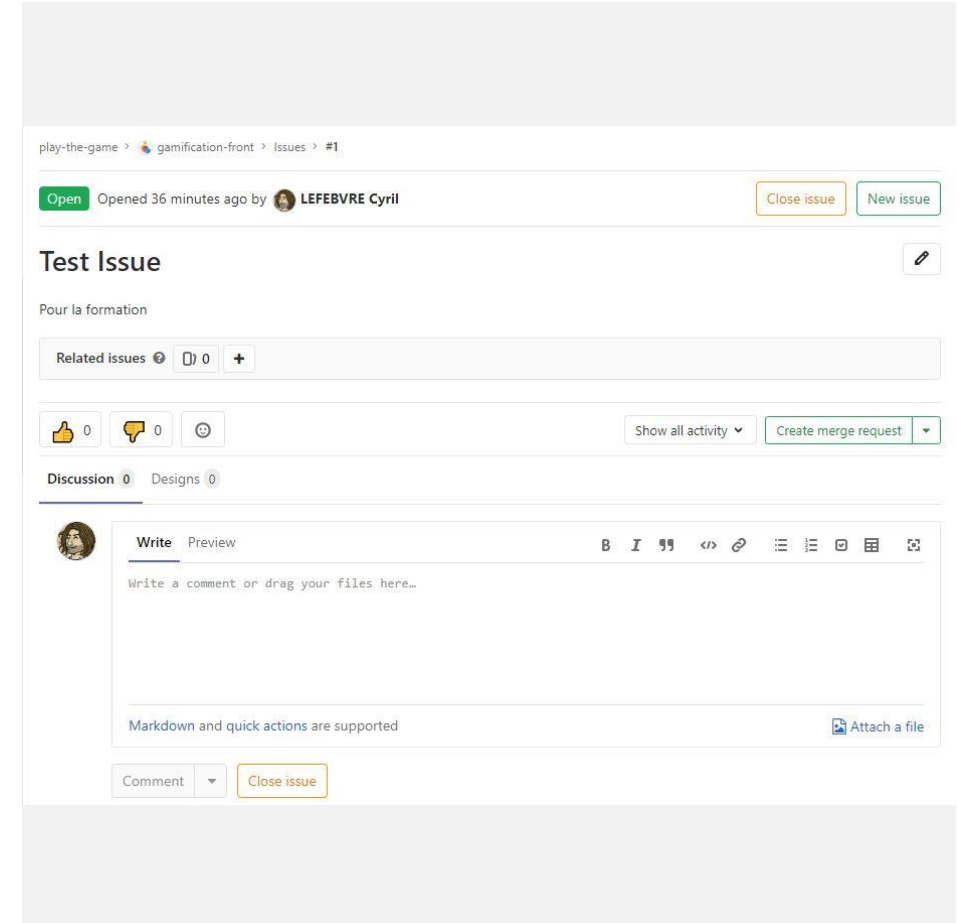 play-the-game > gamification-front > Issues > #1
Open Opened 36 minutes ago by LEFEBVRE Cyril Close issue New issue
Test Issue
Pour la formation
Related issues 0
0 0 Show all activity Create merge request
Discussion 0 Designs 0
Write Preview
Write a comment or drag your files here…
Markdown and quick actions are supported Attach a file
Comment Close issue